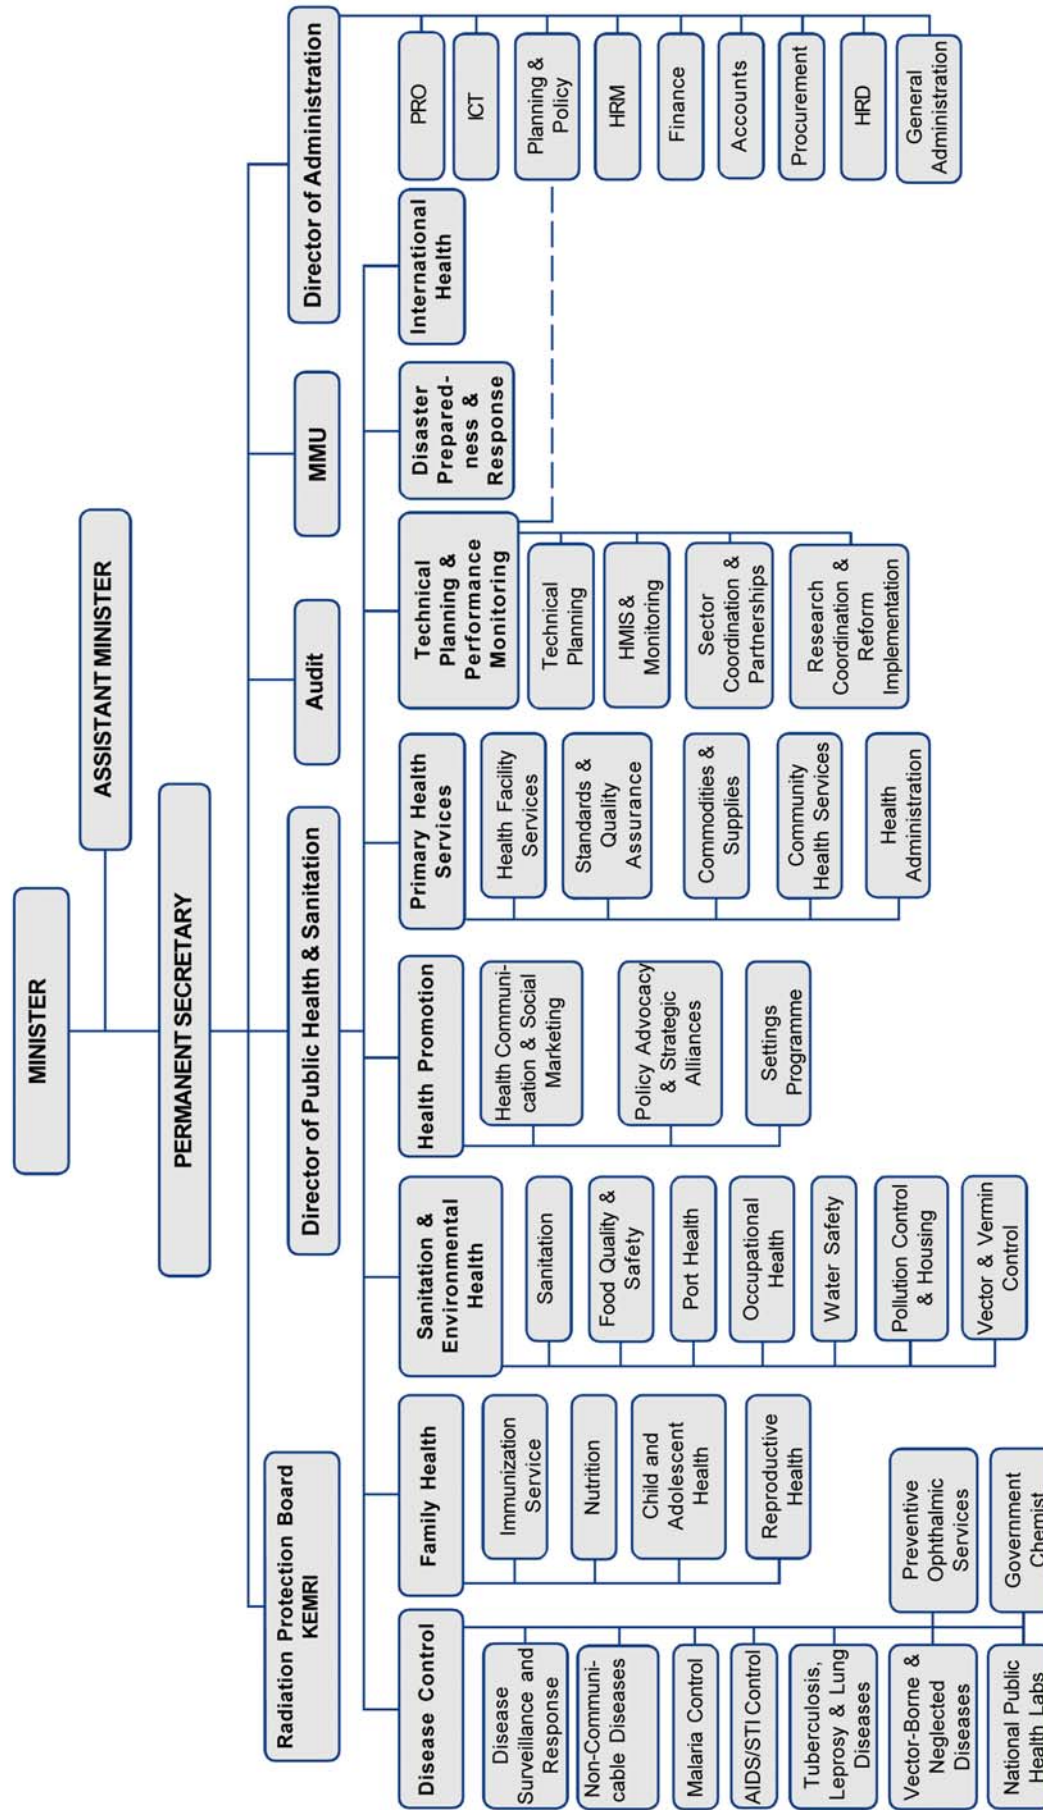 MINISTER
ASSISTANT MINISTER
PERMANENT SECRETARY
Radiation Protection Board
KEMRI
Director of Public Health & Sanitation
Audit
MMU
Director of Administration
Disease Control
Disease
Surveillance and
Response
Non-Communi-
cable Diseases
Malaria Control
AIDS/STI Control
Tuberculosis,
Leprosy & Lung
Diseases
Vector-Borne &
Neglected
Diseases
Preventive
Ophthalmic
Services
National Public
Health Labs
Government
Chemist
Family Health
Immunization
Service
Nutrition
Child and
Adolescent
Health
Reproductive
Health
Sanitation &
Environmental
Health
Sanitation
Food Quality &
Safety
Port Health
Occupational
Health
Water Safety
Pollution Control
& Housing
Vector & Vermin
Control
Health Promotion
Health Communi-
cation & Social
Marketing
Policy Advocacy
& Strategic
Alliances
Settings
Programme
Primary Health
Services
Health Facility
Services
Standards &
Quality
Assurance
Commodities &
Supplies
Community
Health Services
Health
Administration
Technical
Planning &
Performance
Monitoring
Technical
Planning
HMIS &
Monitoring
Sector
Coordination &
Partnerships
Research
Coordination &
Reform
Implementation
Disaster
Prepared-
ness &
Response
International
Health
PRO
ICT
Planning &
Policy
HRM
Finance
Accounts
Procurement
HRD
General
Administration